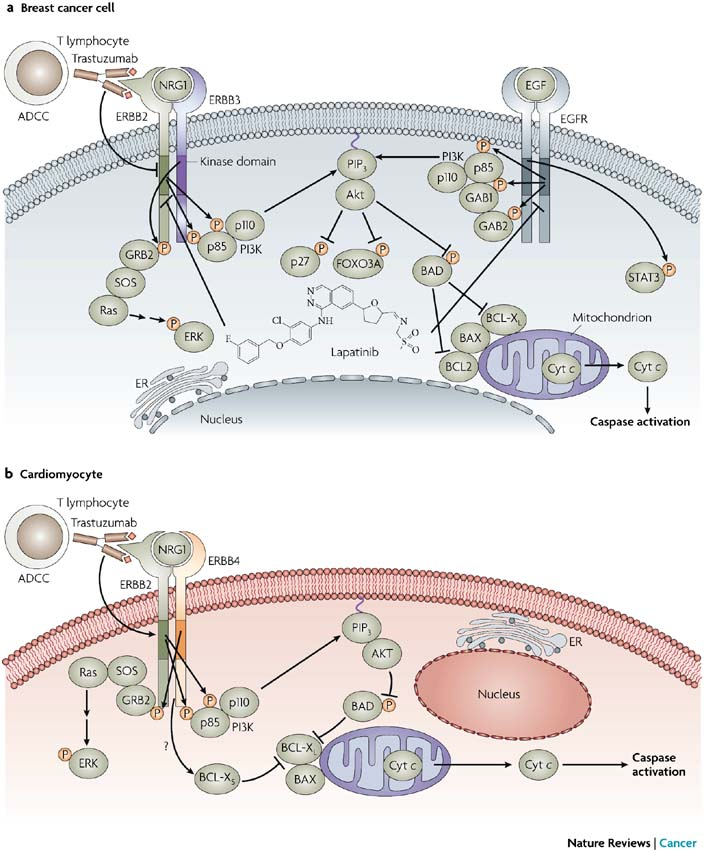 a Breast cancer cell
T lymphocyte
Trastuzumab
ADCC
NRG1
ERBB2
ERBB3
EGF
EGFR
Kinase domain
PIP3
Akt
PI3K
p110
p85
P
GAB1
P
GAB2
P
P
P
P
p85
p110
PI3K
P
GRB2
SOS
Ras
P
ERK
p27
P
FOXO3A
P
BAD
P
STAT3
P
N
N
N
O
N
Cl
NH
O
S
O
F
O
Lapatinib
BCL-XL
BAX
BCL2
Mitochondrion
Cyt c
Cyt c
Caspase activation
ER
Nucleus
b Cardiomyocyte
T lymphocyte
Trastuzumab
ADCC
NRG1
ERBB2
ERBB4
PIP3
AKT
BAD
P
ER
Nucleus
Ras
SOS
GRB2
P
P
P
p85
p110
PI3K
P
ERK
?
BCL-XS
BCL-XL
BAX
Cyt c
Cyt c
Caspase
activation
Nature Reviews | Cancer